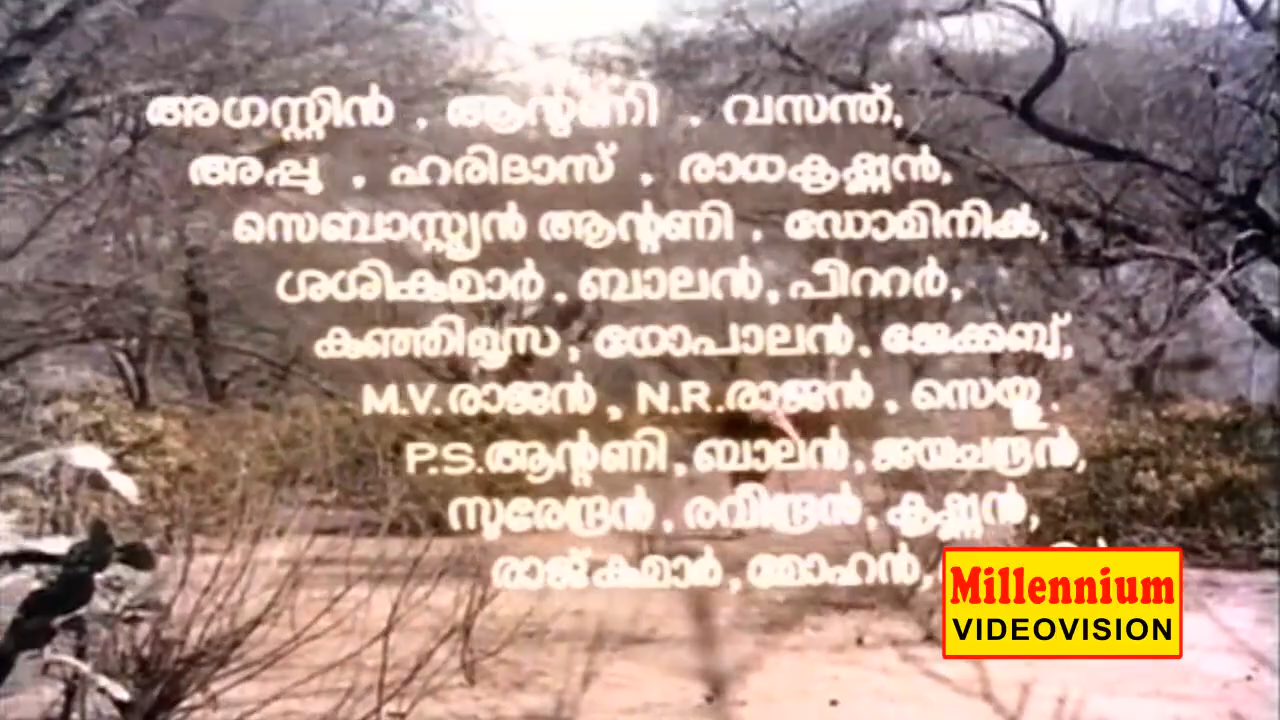 അഗസ്റ്റിൻ , ആന്റണി , വസന്ത്,
അപ്പു , ഹരിദാസ് , രാധകൃഷ്ണൻ,
സെബാസ്റ്റ്യൻ ആന്റണി , ഡോമിനിക്,
ശശികുമാർ , ബാലൻ, പീററർ,
കുഞ്ഞിമൂസ , ഗോപാലൻ, ജേക്കബ്ബ്,
M.V. രാജൻ , N.R. രാജൻ , സെയ്തു .
P.S. ആന്റണി , ബാലൻ, ജയചന്ദ്രൻ,
സുരേന്ദ്രൻ, രവീന്ദ്രൻ, കൃഷ്ണൻ,
രാജ്കുമാർ , മോഹൻ,
Millennium
VIDEOVISION